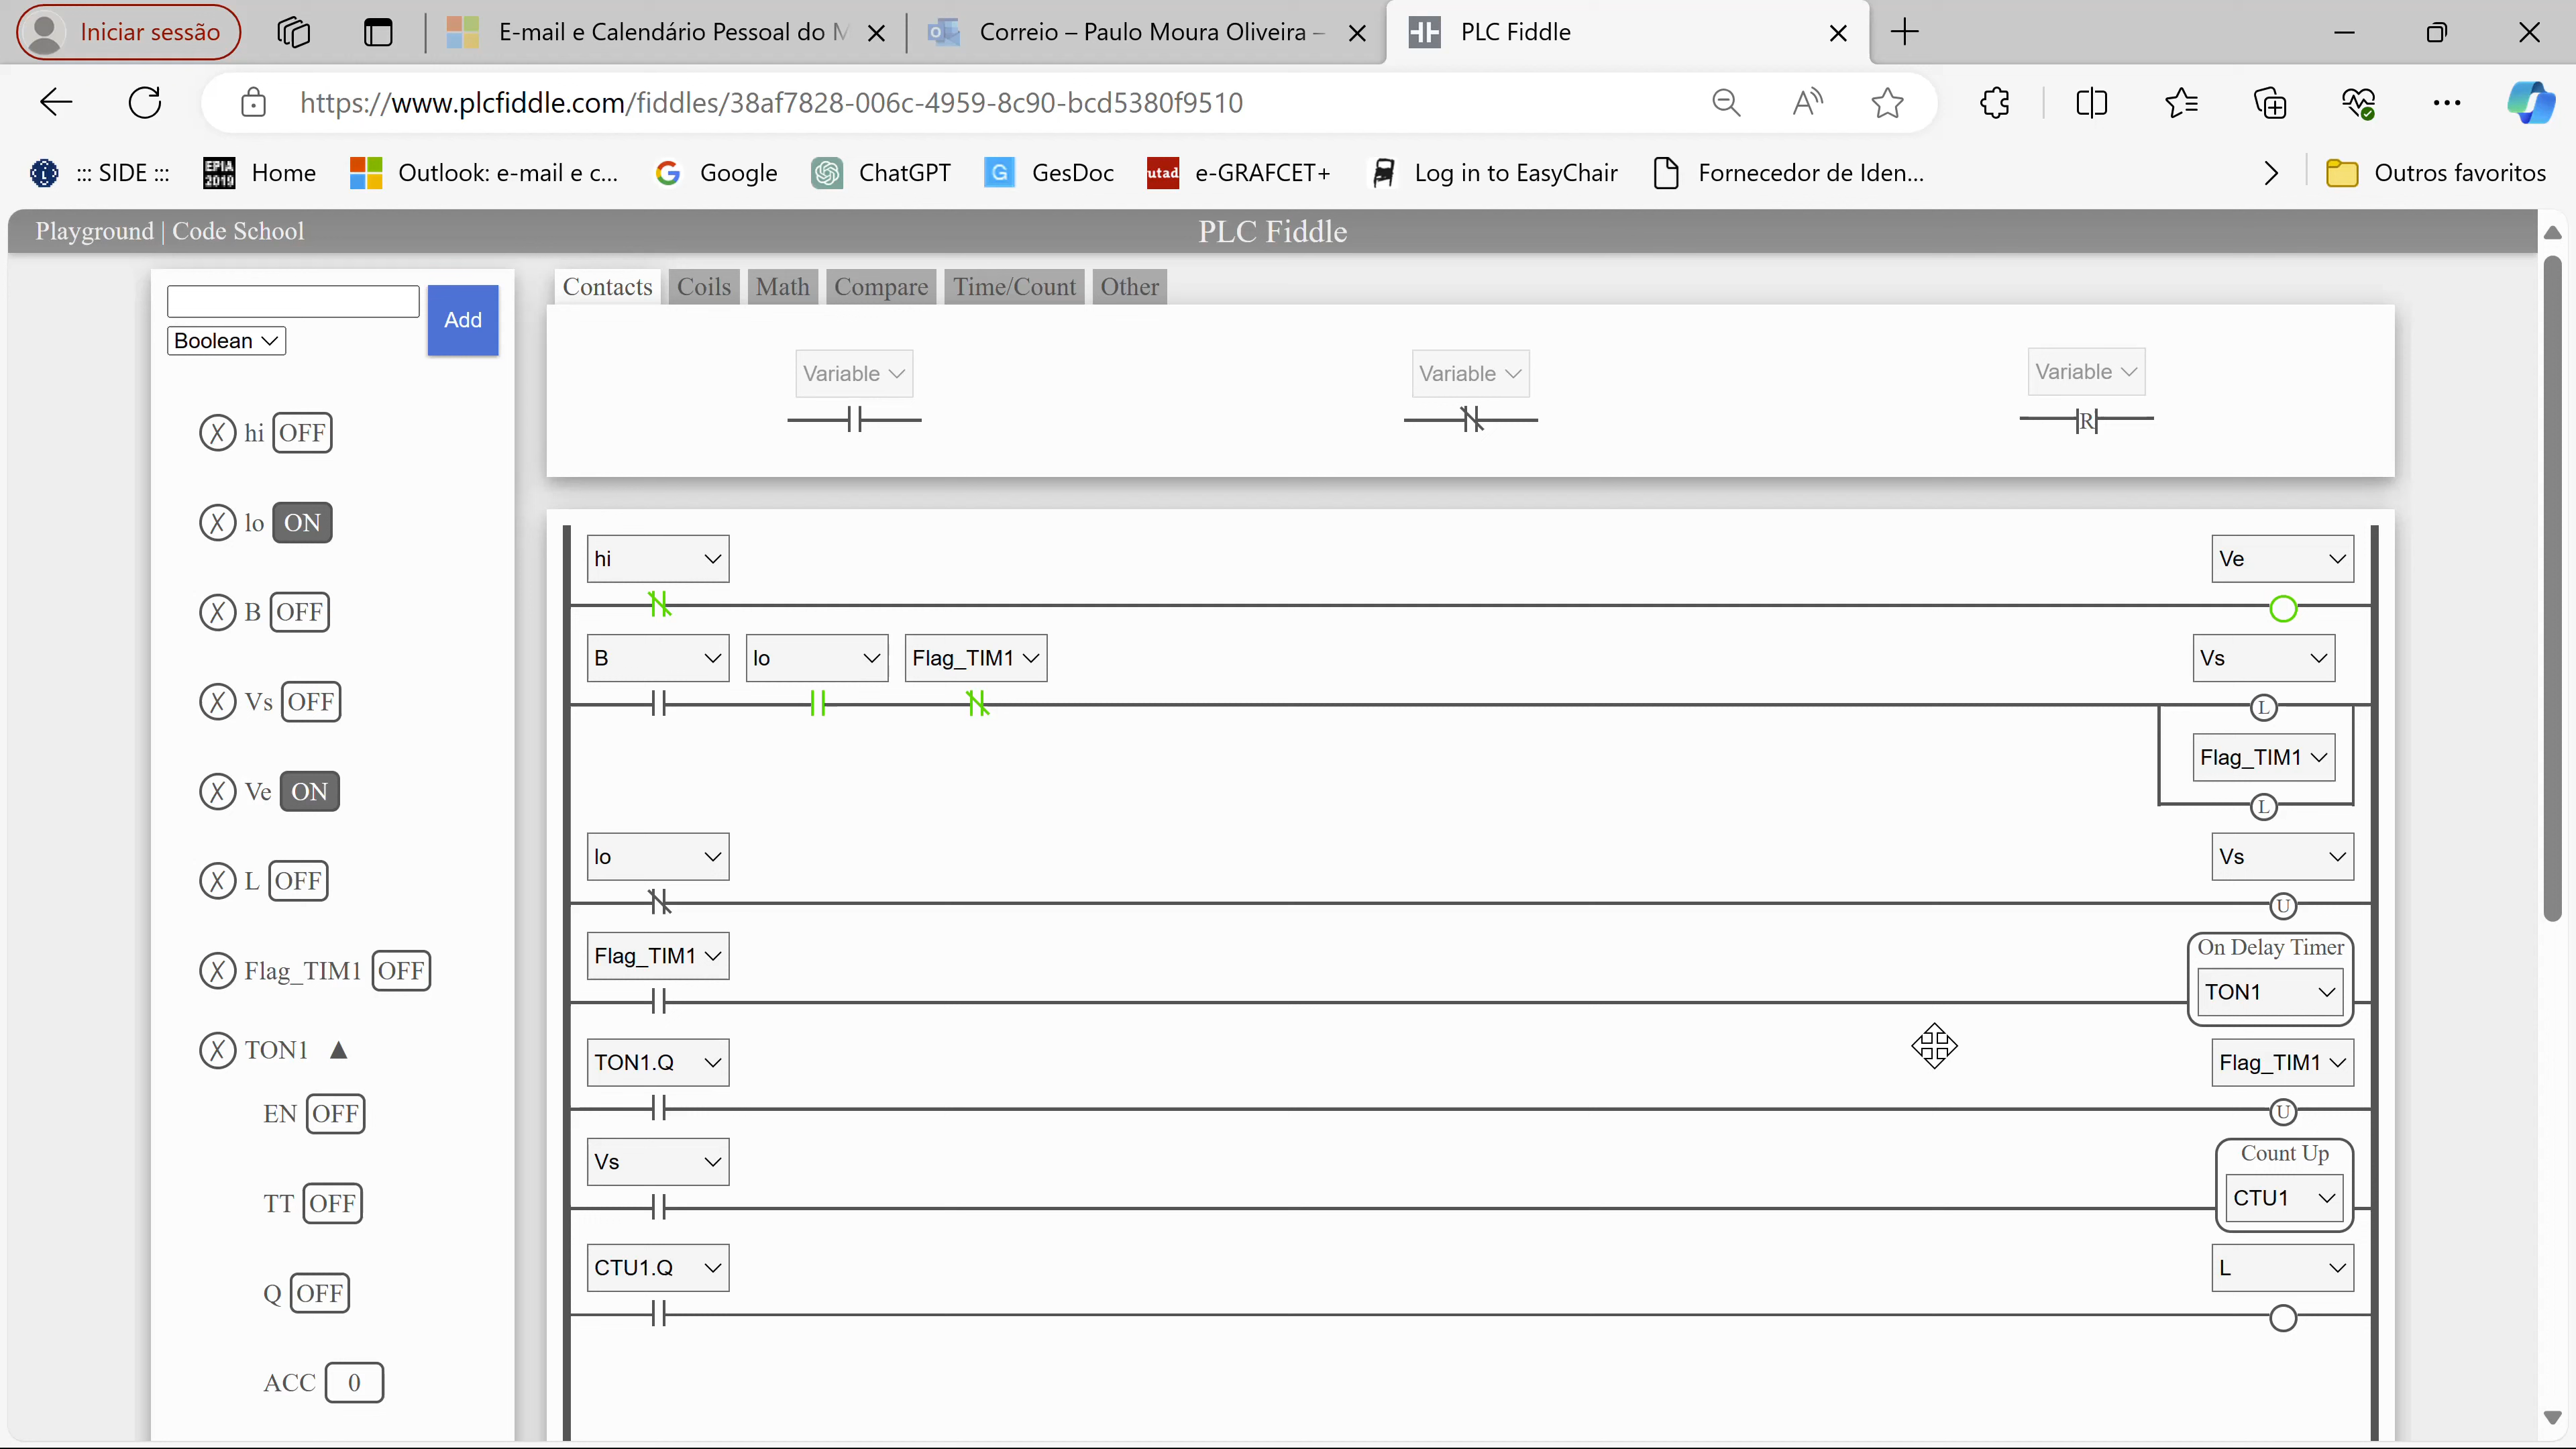 Iniciar sessão
E-mail e Calendário Pessoal do M
Correio – Paulo Moura Oliveira –
PLC Fiddle
https://www.plcfiddle.com/fiddles/38af7828-006c-4959-8c90-bcd5380f9510
::: SIDE :::
EPIA 2019
Home
Outlook: e-mail e c...
Google
ChatGPT
G
GesDoc
utad
e-GRAFCET+
Log in to EasyChair
Fornecedor de Iden...
Outros favoritos
Playground | Code School
PLC Fiddle
Add
Boolean
X hi OFF
X lo ON
X B OFF
X Vs OFF
X Ve ON
X L OFF
X Flag_TIM1 OFF
X TON1 ▲
EN OFF
TT OFF
Q OFF
ACC 0
Contacts Coils Math Compare Time/Count Other
Variable Variable Variable
R
hi Ve
B lo Flag_TIM1 Vs
L
Flag_TIM1
L
lo Vs
U
Flag_TIM1 On Delay Timer
TON1
TON1.Q Flag_TIM1
U
Vs Count Up
CTU1
CTU1.Q L